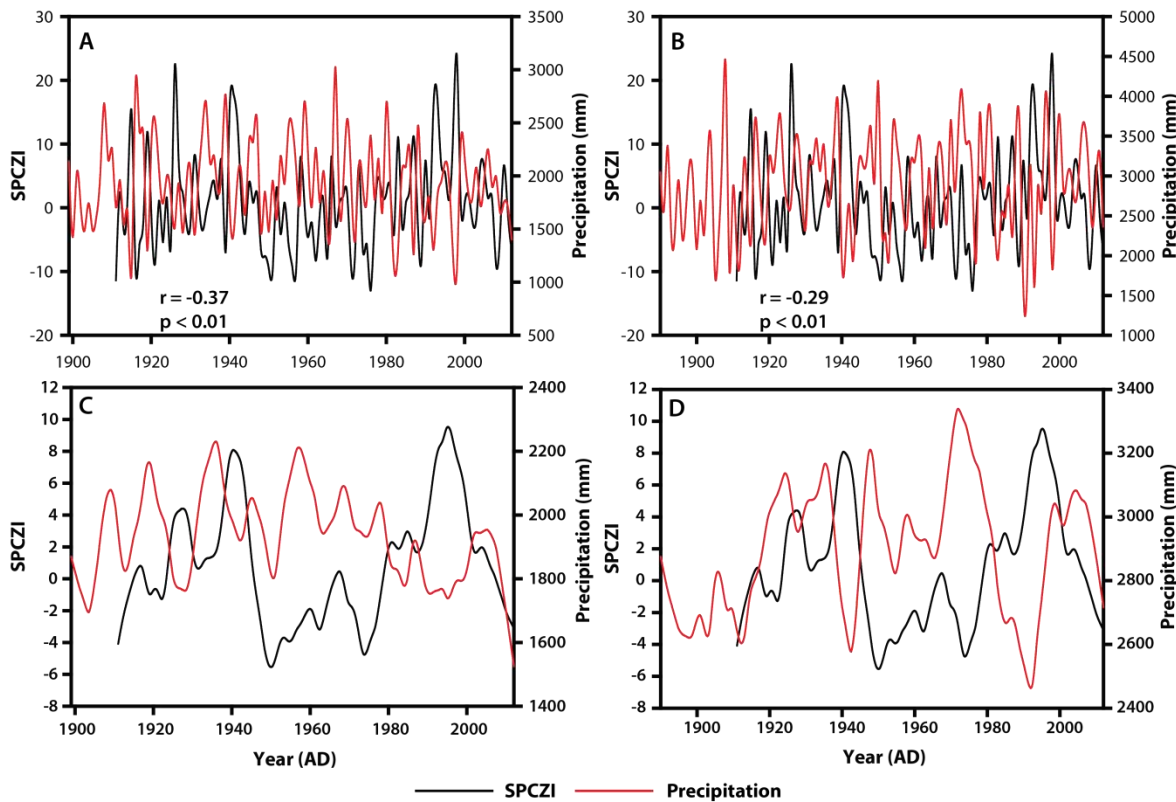 A
30
20
10
0
-10
-20
SPCZI
3500
3000
2500
2000
1500
1000
500
Precipitation (mm)
r = -0.37
p < 0.01
1900 1920 1940 1960 1980 2000
B
30
20
10
0
-10
-20
SPCZI
5000
4500
4000
3500
3000
2500
2000
1500
1000
Precipitation (mm)
r = -0.29
p < 0.01
1900 1920 1940 1960 1980 2000
C
12
10
8
6
4
2
0
-2
-4
-6
-8
SPCZI
2400
2200
2000
1800
1600
1400
Precipitation (mm)
1900 1920 1940 1960 1980 2000
Year (AD)
D
12
10
8
6
4
2
0
-2
-4
-6
-8
SPCZI
3400
3200
3000
2800
2600
2400
Precipitation (mm)
1900 1920 1940 1960 1980 2000
Year (AD)
SPCZI Precipitation